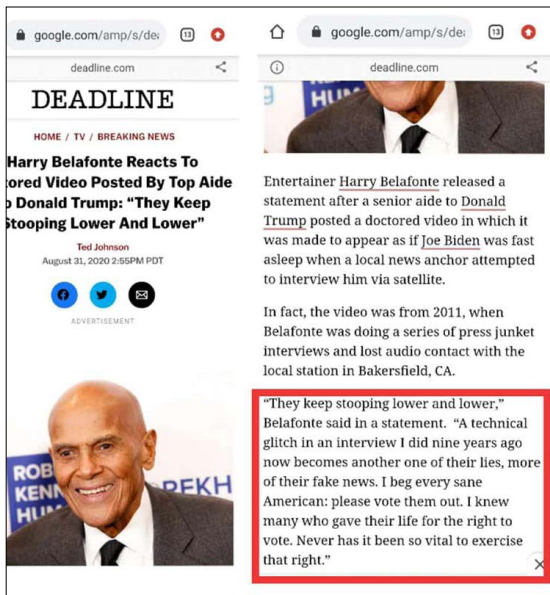 google.com/amp/s/de
13
deadline.com
DEADLINE
HOME / TV / BREAKING NEWS
Harry Belafonte Reacts To
tored Video Posted By Top Aide
o Donald Trump: “They Keep
Stooping Lower And Lower”
Ted Johnson
August 31, 2020 2:55PM PDT
ADVERTISEMENT
ROB
KENN
HUM
REKH
google.com/amp/s/de
13
deadline.com
HUM
Entertainer Harry Belafonte released a
statement after a senior aide to Donald
Trump posted a doctored video in which it
was made to appear as if Joe Biden was fast
asleep when a local news anchor attempted
to interview him via satellite.
In fact, the video was from 2011, when
Belafonte was doing a series of press junket
interviews and lost audio contact with the
local station in Bakersfield, CA.
“They keep stooping lower and lower,”
Belafonte said in a statement. “A technical
glitch in an interview I did nine years ago
now becomes another one of their lies, more
of their fake news. I beg every sane
American: please vote them out. I knew
many who gave their life for the right to
vote. Never has it been so vital to exercise
that right.”